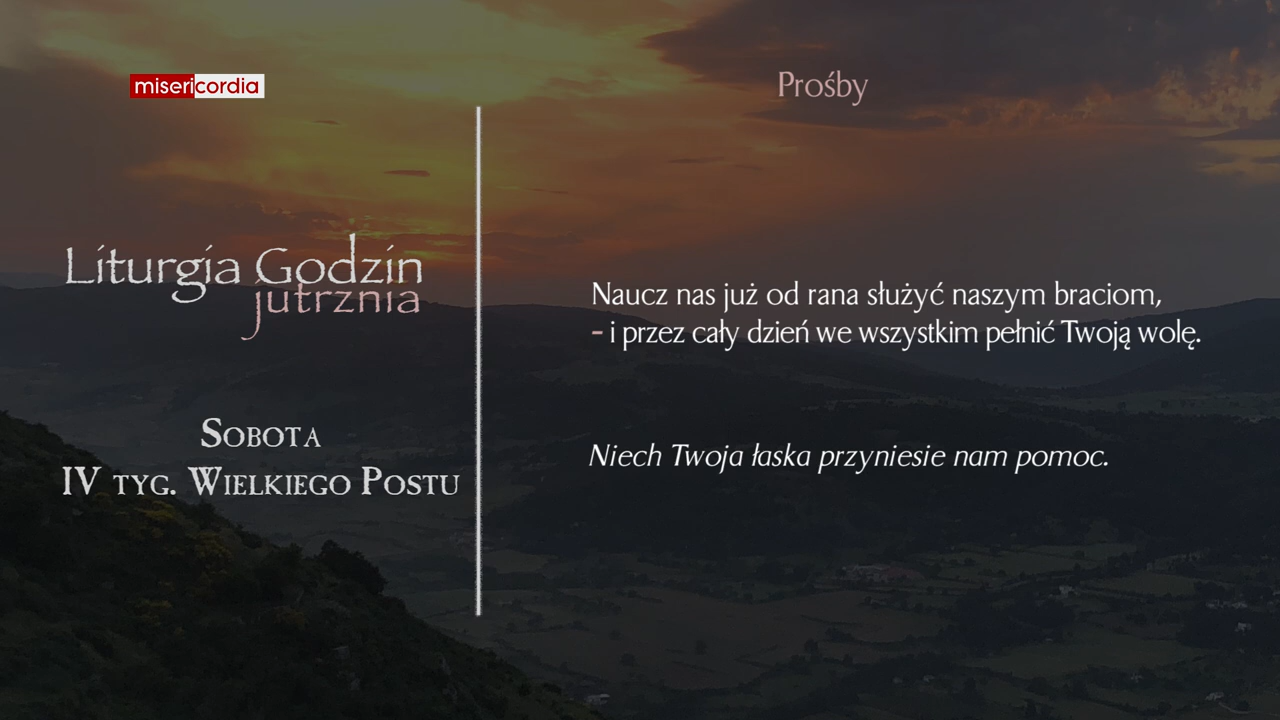 misericordia
Liturgia Godzin
jutrznia
Sobota
IV tyg. Wielkiego Postu
Prośby
Naucz nas już od rana służyć naszym braciom,
- i przez cały dzień we wszystkim pełnić Twoją wolę.
Niech Twoja łaska przyniesie nam pomoc.